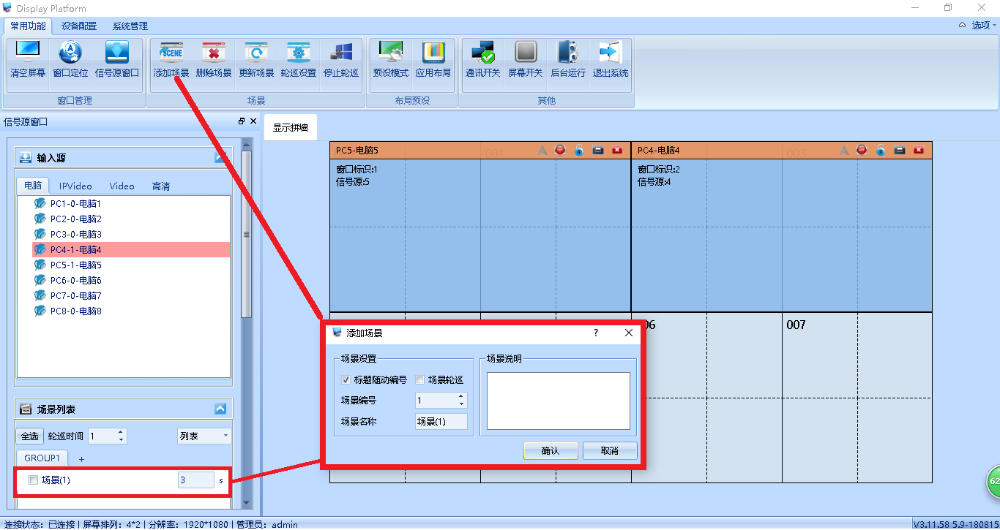 Display Platform
常用功能 设备配置 系统管理
选项
清空屏幕 窗口定位 信号源窗口 添加场景 删除场景 更新场景 轮巡设置 停止轮巡 预设模式 应用布局 通讯开关 屏幕开关 后台运行 退出系统
窗口管理 场景 布局预设 其他
信号源窗口
显示拼墙
输入源
电脑 IPVideo Video 高清
PC1-0-电脑1
PC2-0-电脑2
PC3-0-电脑3
PC4-1-电脑4
PC5-1-电脑5
PC6-0-电脑6
PC7-0-电脑7
PC8-0-电脑8
场景列表
全选 轮巡时间 1 列表
GROUP1 +
场景(1) 3 s
PC5-电脑5 001
窗口标识:1
信号源:5
PC4-电脑4 003
窗口标识:2
信号源:4
06 007
添加场景 ?
场景设置
标题随动编号 场景轮巡
场景编号 1
场景名称 场景(1)
场景说明
确认 取消
62
连接状态: 已连接 | 屏幕排列: 4*2 | 分辨率: 1920*1080 | 管理员: admin
V3.11.58 5.9-180815